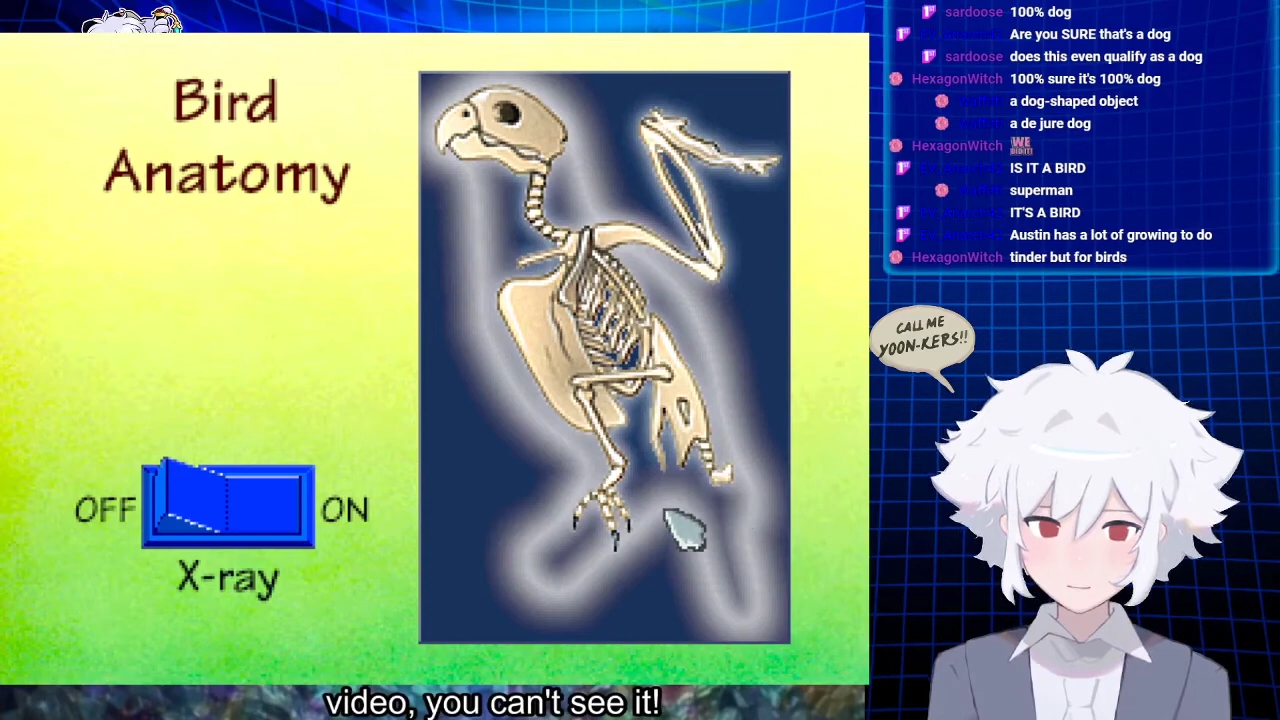 Bird
Anatomy
OFF
ON
X-ray
video, you can't see it!
sardoose 100% dog
Are you SURE that's a dog
sardoose does this even qualify as a dog
HexagonWitch 100% sure it's 100% dog
a dog-shaped object
a de jure dog
HexagonWitch WE DID IT!
IS IT A BIRD
superman
IT'S A BIRD
Austin has a lot of growing to do
HexagonWitch tinder but for birds
CALL ME
YOON-KERS!!